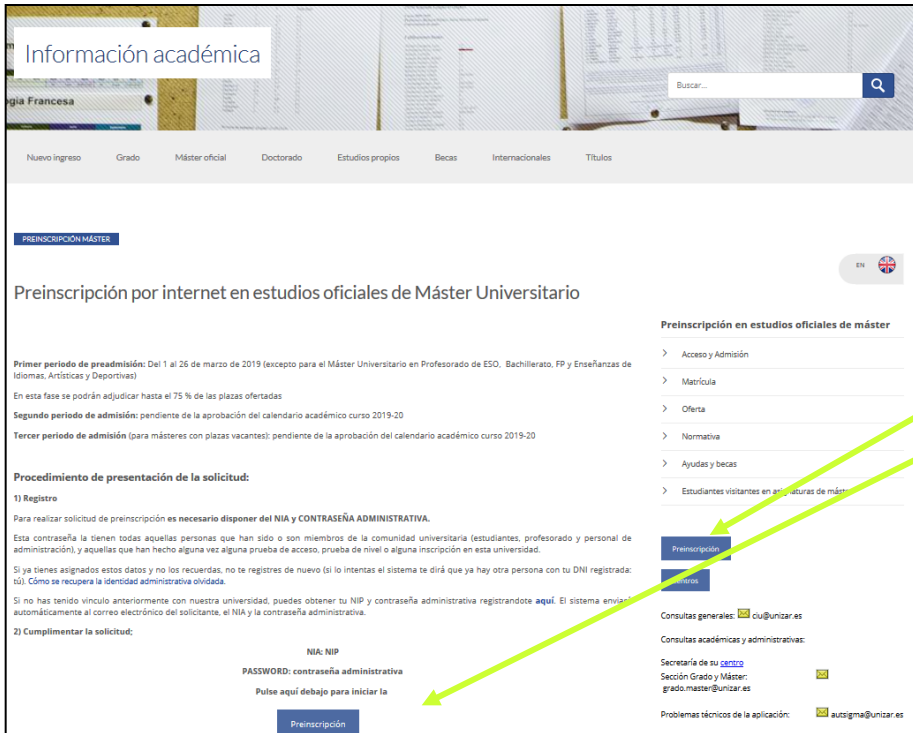 Información académica
ogia Francesa
Buscar...
Nuevo ingreso Grado Máster oficial Doctorado Estudios propios Becas Internacionales Títulos
PREINSCRIPCIÓN MÁSTER
EN
Preinscripción por internet en estudios oficiales de Máster Universitario
Primer periodo de preadmisión: Del 1 al 26 de marzo de 2019 (excepto para el Máster Universitario en Profesorado de ESO, Bachillerato, FP y Enseñanzas de
Idiomas, Artísticas y Deportivas)
En esta fase se podrán adjudicar hasta el 75 % de las plazas ofertadas
Segundo periodo de admisión: pendiente de la aprobación del calendario académico curso 2019-20
Tercer periodo de admisión (para másteres con plazas vacantes): pendiente de la aprobación del calendario académico curso 2019-20
Procedimiento de presentación de la solicitud:
1) Registro
Para realizar solicitud de preinscripción es necesario disponer del NIA y CONTRASEÑA ADMINISTRATIVA.
Esta contraseña la tienen todas aquellas personas que han sido o son miembros de la comunidad universitaria (estudiantes, profesorado y personal de
administración), y aquellas que han hecho alguna vez alguna prueba de acceso, prueba de nivel o alguna inscripción en esta universidad.
Si ya tienes asignados estos datos y no los recuerdas, no te registres de nuevo (si lo intentas el sistema te dirá que ya hay otra persona con tu DNI registrada:
tú). Cómo se recupera la identidad administrativa olvidada.
Si no has tenido vinculo anteriormente con nuestra universidad, puedes obtener tu NIP y contraseña administrativa registrandote aquí. El sistema enviará
automáticamente al correo electrónico del solicitante, el NIA y la contraseña administrativa.
2) Cumplimentar la solicitud;
NIA: NIP
PASSWORD: contraseña administrativa
Pulse aquí debajo para iniciar la
Preinscripción
Preinscripción en estudios oficiales de máster
Acceso y Admisión
Matrícula
Oferta
Normativa
Ayudas y becas
Estudiantes visitantes en asignaturas de máster
Preinscripción
Centros
Consultas generales: ciu@unizar.es
Consultas académicas y administrativas:
Secretaría de su centro
Sección Grado y Máster:
grado.master@unizar.es
Problemas técnicos de la aplicación: autsigma@unizar.es